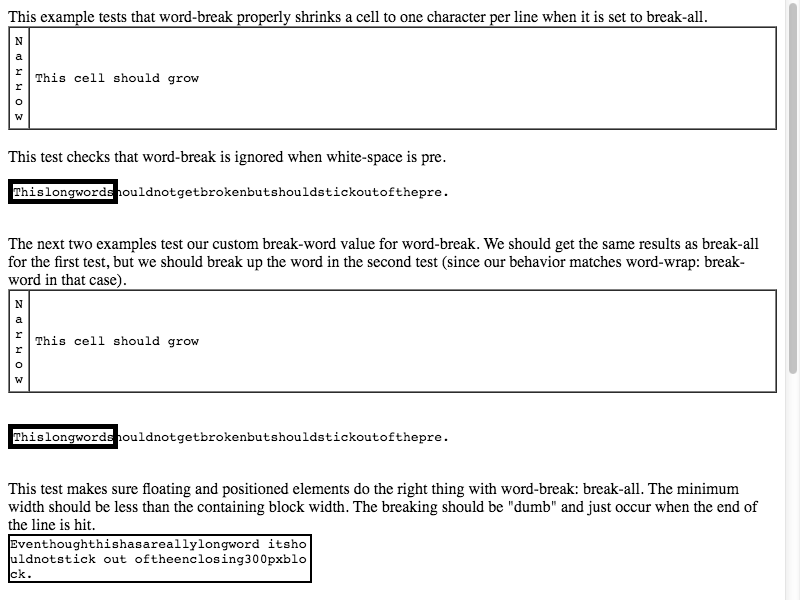 This example tests that word-break properly shrinks a cell to one character per line when it is set to break-all.
N
a
r
r
o
w
This cell should grow
This test checks that word-break is ignored when white-space is pre.
Thislongwordshouldnotgetbrokenbutshouldstickoutofthepre.
The next two examples test our custom break-word value for word-break. We should get the same results as break-all
for the first test, but we should break up the word in the second test (since our behavior matches word-wrap: break-
word in that case).
N
a
r
r
o
w
This cell should grow
Thislongwordshouldnotgetbrokenbutshouldstickoutofthepre.
This test makes sure floating and positioned elements do the right thing with word-break: break-all. The minimum
width should be less than the containing block width. The breaking should be "dumb" and just occur when the end of
the line is hit.
Eventhoughthishasareallylongword itsho
uldnotstick out oftheenclosing300pxblo
ck.